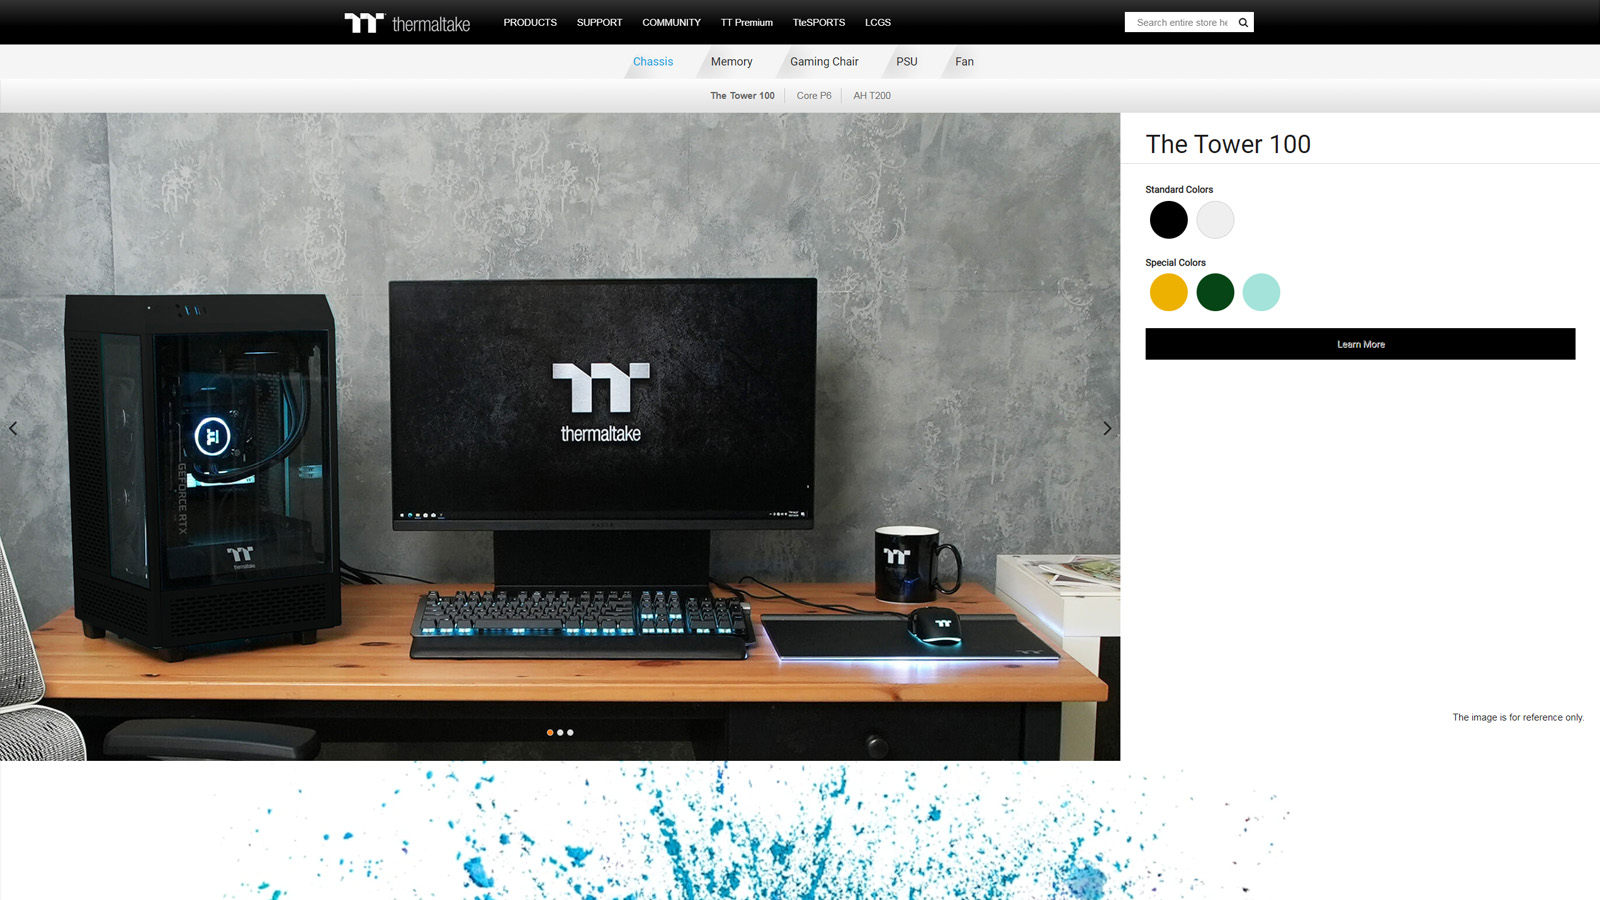 thermaltake
PRODUCTS
SUPPORT
COMMUNITY
TT Premium
TteSPORTS
LCGS
Search entire store he
Chassis
Memory
Gaming Chair
PSU
Fan
The Tower 100
Core P6
AH T200
The Tower 100
Standard Colors
Special Colors
Learn More
thermaltake
GEFORCE RTX
thermaltake
The image is for reference only.